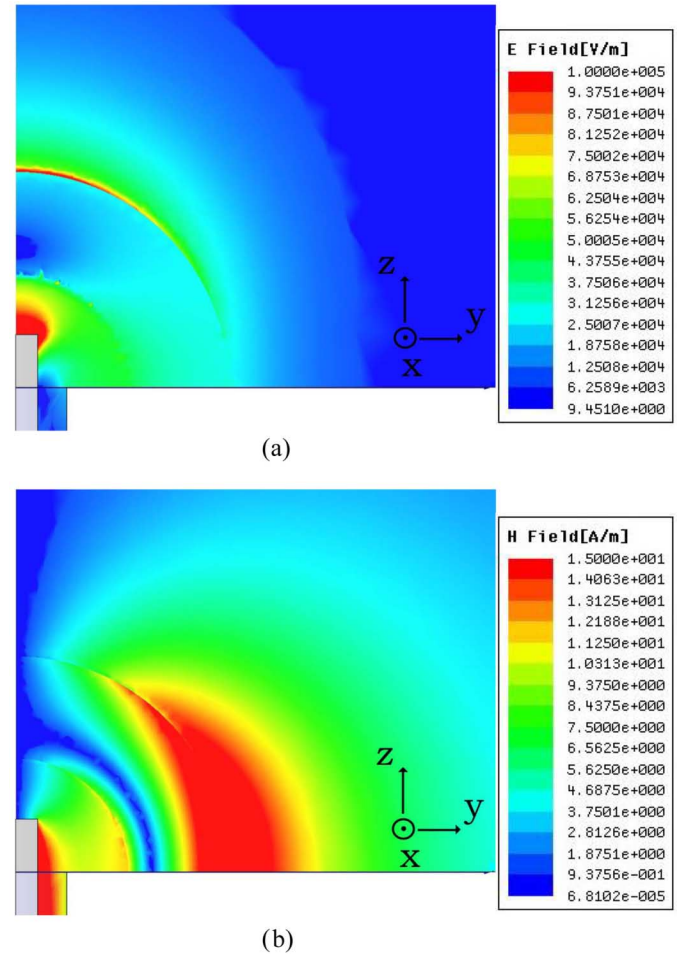 E Field[V/m]
1.0000e+005
9.3751e+004
8.7501e+004
8.1252e+004
7.5002e+004
6.8753e+004
6.2504e+004
5.6254e+004
5.0005e+004
4.3755e+004
3.7506e+004
3.1256e+004
2.5007e+004
1.8758e+004
1.2508e+004
6.2589e+003
9.4510e+000
z
y
x
(a)
H Field[A/m]
1.5000e+001
1.4063e+001
1.3125e+001
1.2188e+001
1.1250e+001
1.0313e+001
9.3750e+000
8.4375e+000
7.5000e+000
6.5625e+000
5.6250e+000
4.6875e+000
3.7501e+000
2.8126e+000
1.8751e+000
9.3756e-001
6.8102e-005
z
y
x
(b)